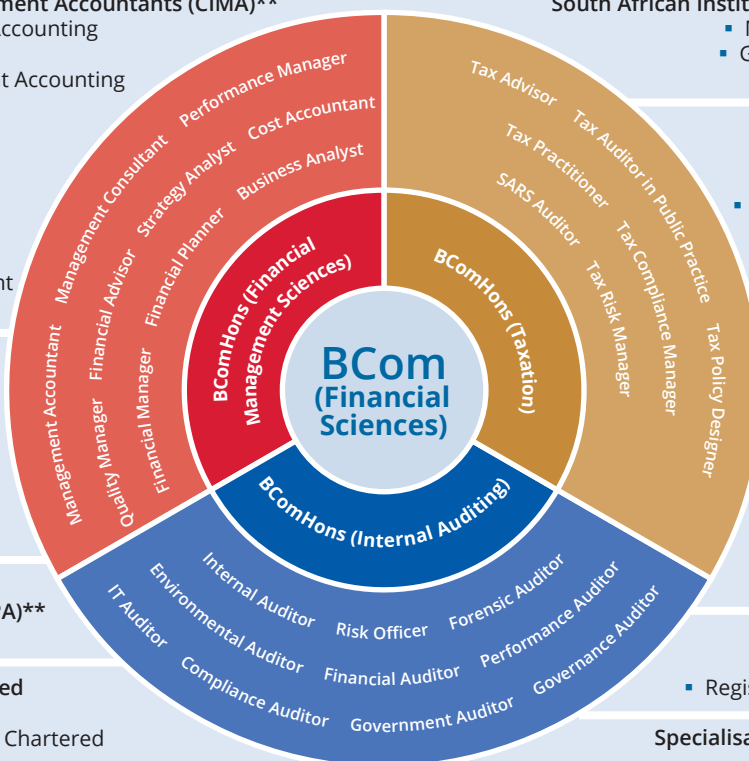 ment Accountants (CIMA)**
ccounting
t Accounting
nt
A)**
ed
Chartered
South African Instit
Regis
Specialisa
BCom
(Financial
Sciences)
BComHons (Financial
Management Sciences)
Performance Manager
Management Consultant
Management Accountant
Cost Accountant
Strategy Analyst
Financial Advisor
Quality Manager
Business Analyst
Financial Planner
Financial Manager
BComHons (Taxation)
Tax Advisor
Tax Auditor in Public Practice
Tax Policy Designer
Tax Practitioner
Tax Compliance Manager
SARS Auditor
Tax Risk Manager
BComHons (Internal Auditing)
Internal Auditor
Risk Officer
Forensic Auditor
Environmental Auditor
Financial Auditor
Performance Auditor
IT Auditor
Compliance Auditor
Government Auditor
Governance Auditor